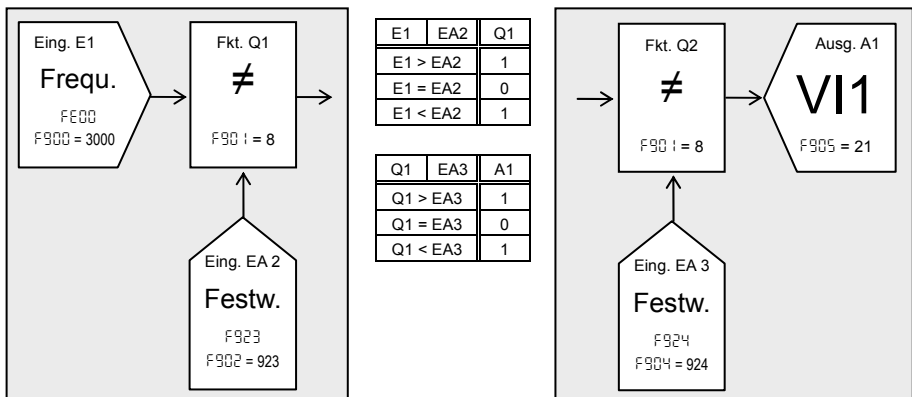 Eing. E1
Frequ.
FE00
F900 = 3000
Fkt. Q1
≠
F901 = 8
Eing. EA 2
Festw.
F923
F902 = 923
E1 EA2 Q1
E1 > EA2 1
E1 = EA2 0
E1 < EA2 1
Q1 EA3 A1
Q1 > EA3 1
Q1 = EA3 0
Q1 < EA3 1
Fkt. Q2
≠
F901 = 8
Ausg. A1
VI1
F905 = 21
Eing. EA 3
Festw.
F924
F904 = 924